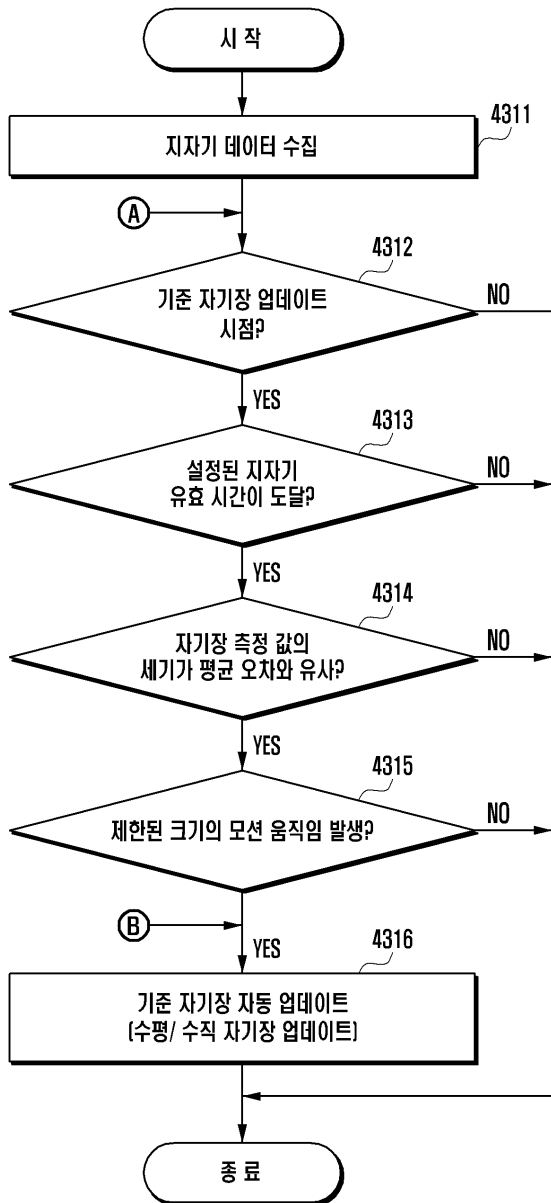 시 작
4311
지자기 데이터 수집
A
4312
기준 자기장 업데이트
시점?
NO
YES
4313
설정된 지자기
유효 시간이 도달?
NO
YES
4314
자기장 측정 값의
세기가 평균 오차와 유사?
NO
YES
4315
제한된 크기의 모션 움직임 발생?
NO
B
YES
4316
기준 자기장 자동 업데이트
(수평/ 수직 자기장 업데이트)
종 료